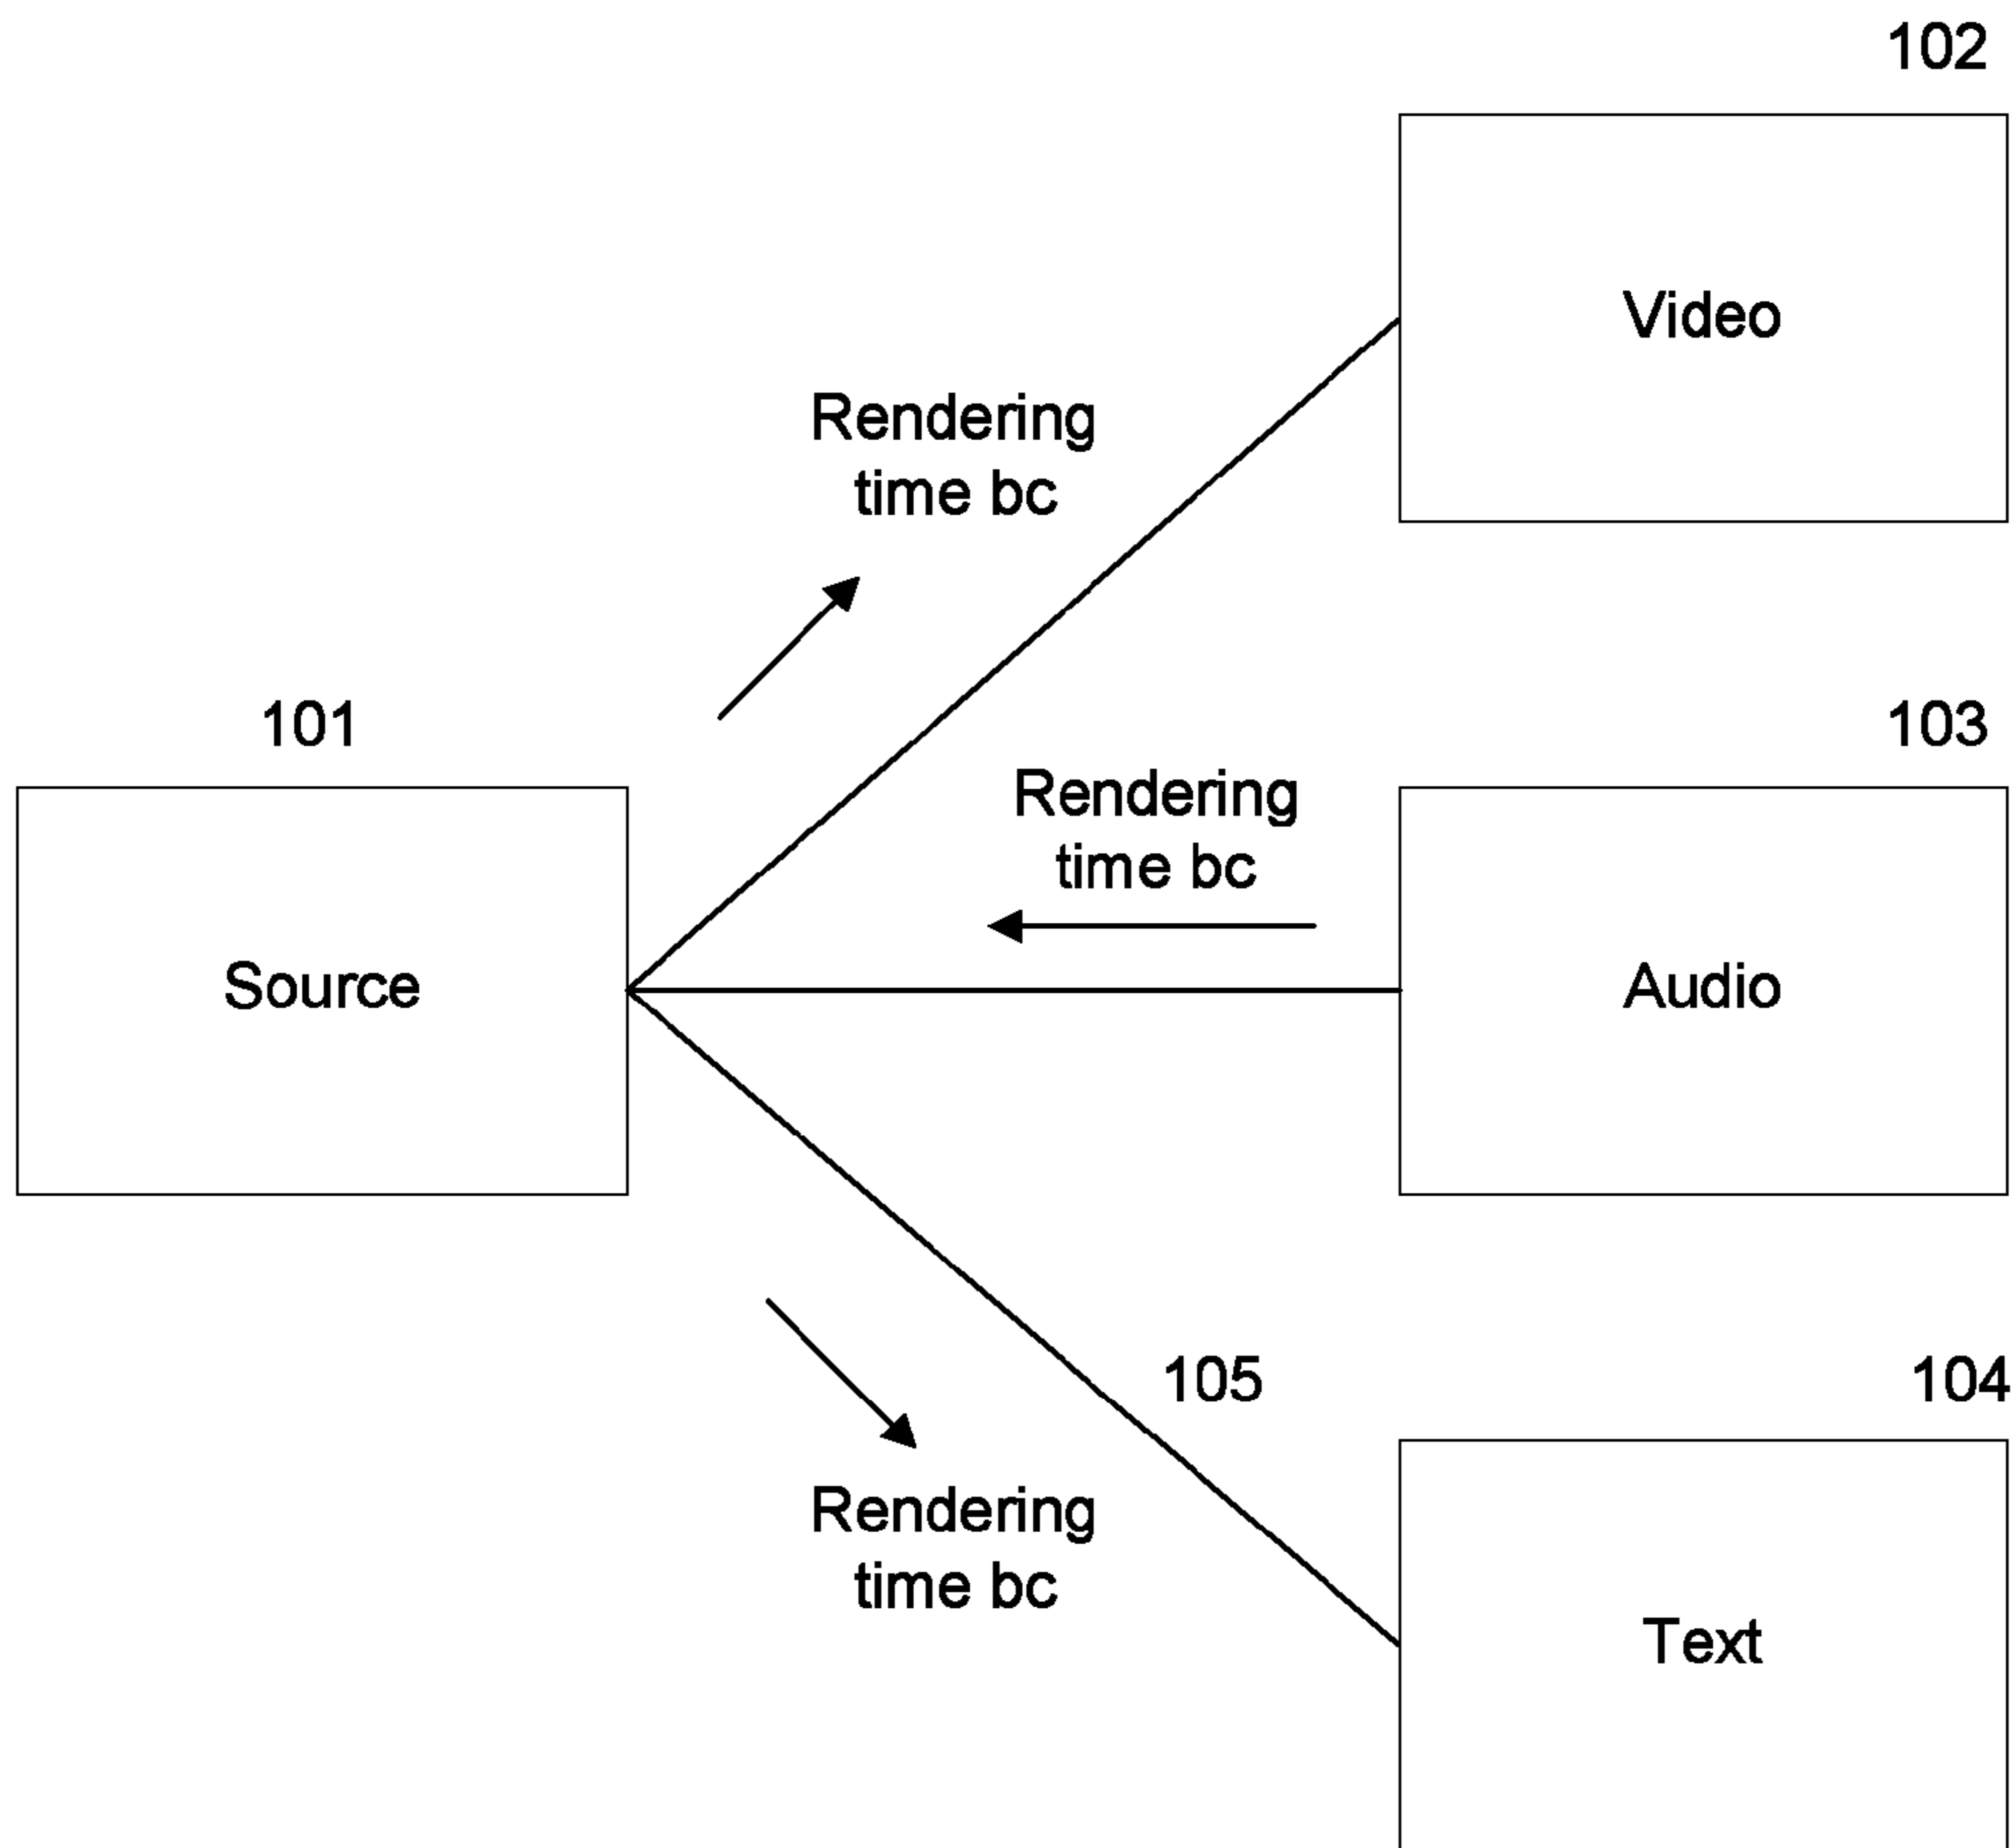 102
Video
Rendering
time bc
101
103
Rendering
time bc
Source
Audio
105
104
Rendering
time bc
Text